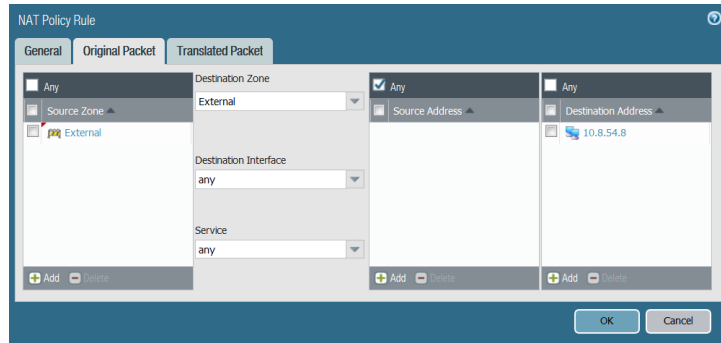 NAT Policy Rule
General
Original Packet
Translated Packet
Any
Source Zone
External
Add
Delete
Destination Zone
External
Destination Interface
any
Service
any
Any
Source Address
Add
Delete
Any
Destination Address
10.8.54.8
Add
Delete
OK
Cancel